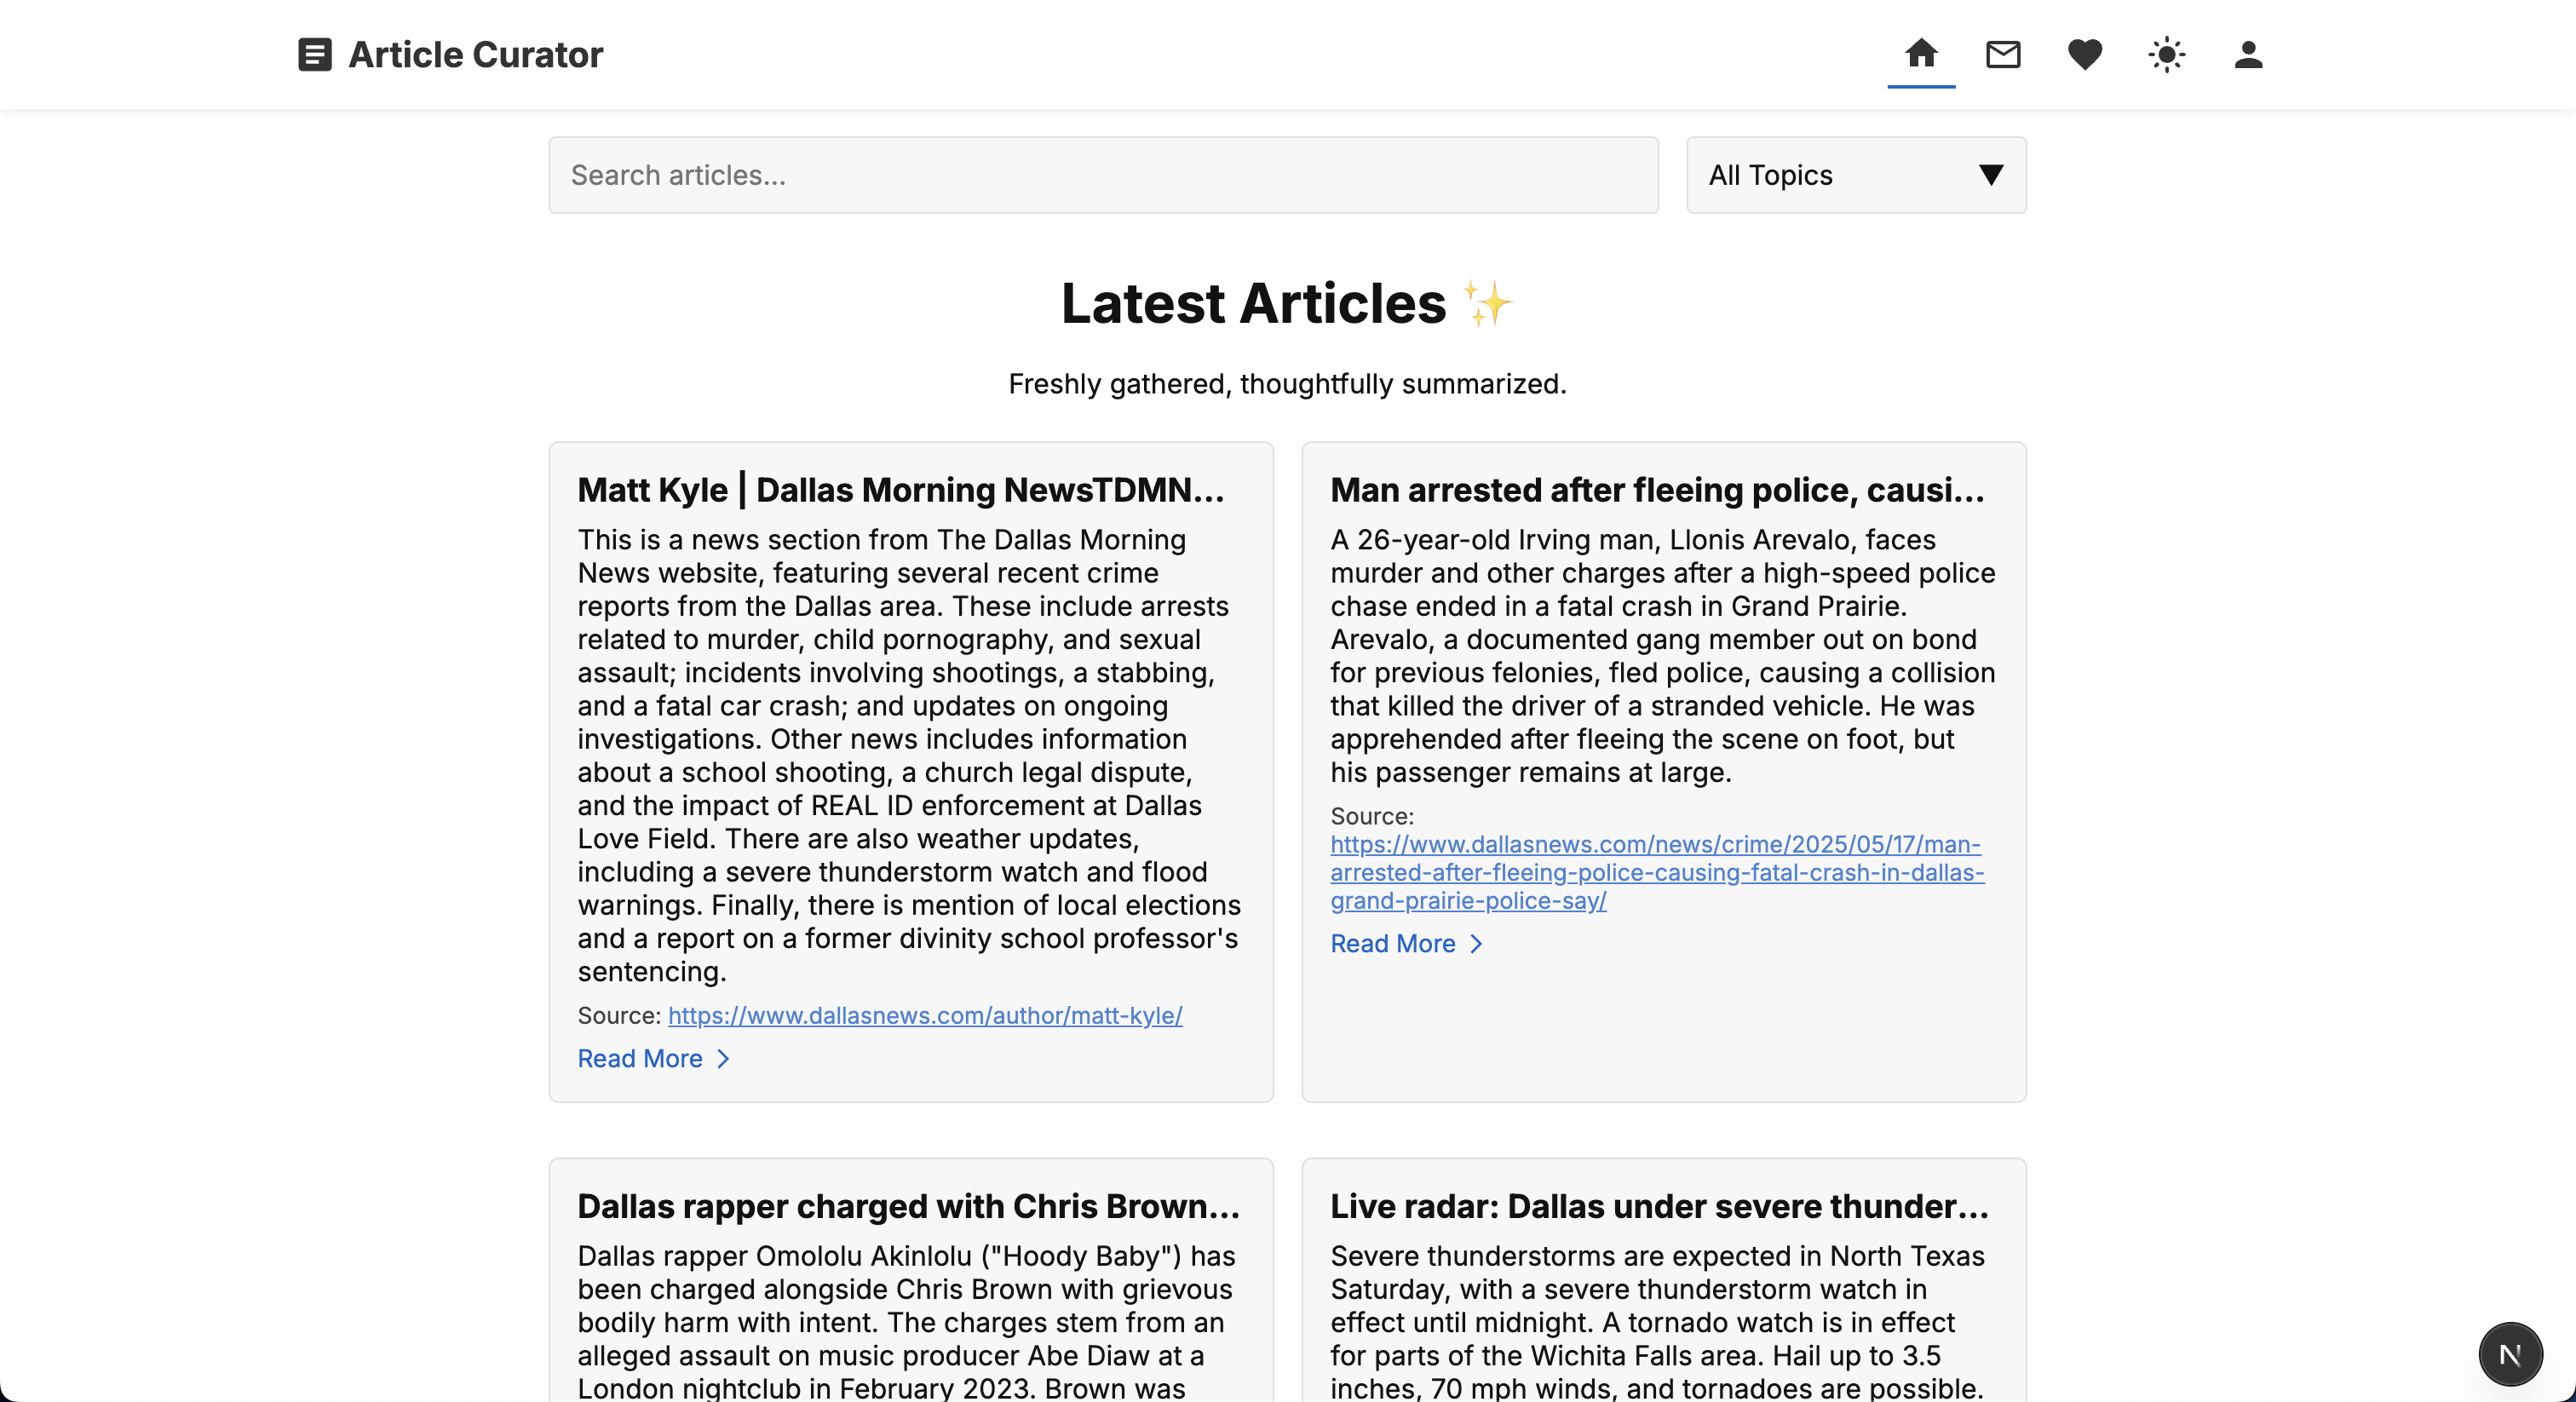 Article Curator
Search articles...
All Topics ▼
Latest Articles ✨
Freshly gathered, thoughtfully summarized.
Matt Kyle | Dallas Morning NewsTDMN...
This is a news section from The Dallas Morning
News website, featuring several recent crime
reports from the Dallas area. These include arrests
related to murder, child pornography, and sexual
assault; incidents involving shootings, a stabbing,
and a fatal car crash; and updates on ongoing
investigations. Other news includes information
about a school shooting, a church legal dispute,
and the impact of REAL ID enforcement at Dallas
Love Field. There are also weather updates,
including a severe thunderstorm watch and flood
warnings. Finally, there is mention of local elections
and a report on a former divinity school professor's
sentencing.
Source: https://www.dallasnews.com/author/matt-kyle/
Read More >
Man arrested after fleeing police, causi...
A 26-year-old Irving man, Llonis Arevalo, faces
murder and other charges after a high-speed police
chase ended in a fatal crash in Grand Prairie.
Arevalo, a documented gang member out on bond
for previous felonies, fled police, causing a collision
that killed the driver of a stranded vehicle. He was
apprehended after fleeing the scene on foot, but
his passenger remains at large.
Source:
https://www.dallasnews.com/news/crime/2025/05/17/man-
arrested-after-fleeing-police-causing-fatal-crash-in-dallas-
grand-prairie-police-say/
Read More >
Dallas rapper charged with Chris Brown...
Dallas rapper Omololu Akinlolu ("Hoody Baby") has
been charged alongside Chris Brown with grievous
bodily harm with intent. The charges stem from an
alleged assault on music producer Abe Diaw at a
London nightclub in February 2023. Brown was
Live radar: Dallas under severe thunder...
Severe thunderstorms are expected in North Texas
Saturday, with a severe thunderstorm watch in
effect until midnight. A tornado watch is in effect
for parts of the Wichita Falls area. Hail up to 3.5
inches, 70 mph winds, and tornadoes are possible.
N